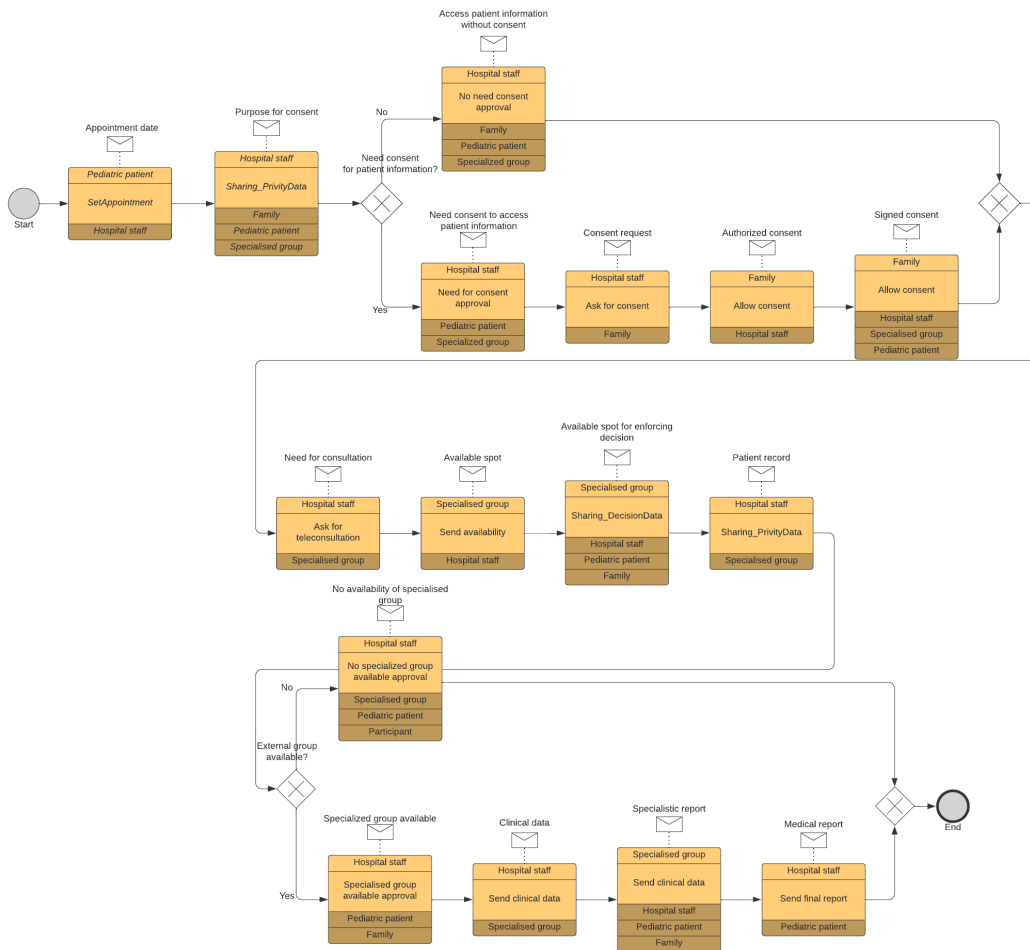 Access patient information
without consent
Hospital staff
No need consent
approval
Family
Pediatric patient
Specialized group
No
Purpose for consent
Hospital staff
Sharing_PrivityData
Family
Pediatric patient
Specialised group
Appointment date
Pediatric patient
SetAppointment
Hospital staff
Start
Need consent
for patient information?
Yes
Need consent to access
patient information
Hospital staff
Need for consent
approval
Pediatric patient
Specialized group
Consent request
Hospital staff
Ask for consent
Family
Authorized consent
Family
Allow consent
Hospital staff
Signed consent
Family
Allow consent
Hospital staff
Specialised group
Pediatric patient
Need for consultation
Hospital staff
Ask for
teleconsultation
Specialised group
Available spot
Specialised group
Send availability
Hospital staff
Available spot for enforcing
decision
Specialised group
Sharing_DecisionData
Hospital staff
Pediatric patient
Family
Patient record
Hospital staff
Sharing_PrivityData
Specialised group
No availability of specialised
group
Hospital staff
No specialized group
available approval
Specialised group
Pediatric patient
Participant
No
External group
available?
Yes
Specialized group available
Hospital staff
Specialised group
available approval
Pediatric patient
Family
Clinical data
Hospital staff
Send clinical data
Specialised group
Specialistic report
Specialised group
Send clinical data
Hospital staff
Pediatric patient
Family
Medical report
Hospital staff
Send final report
Pediatric patient
End